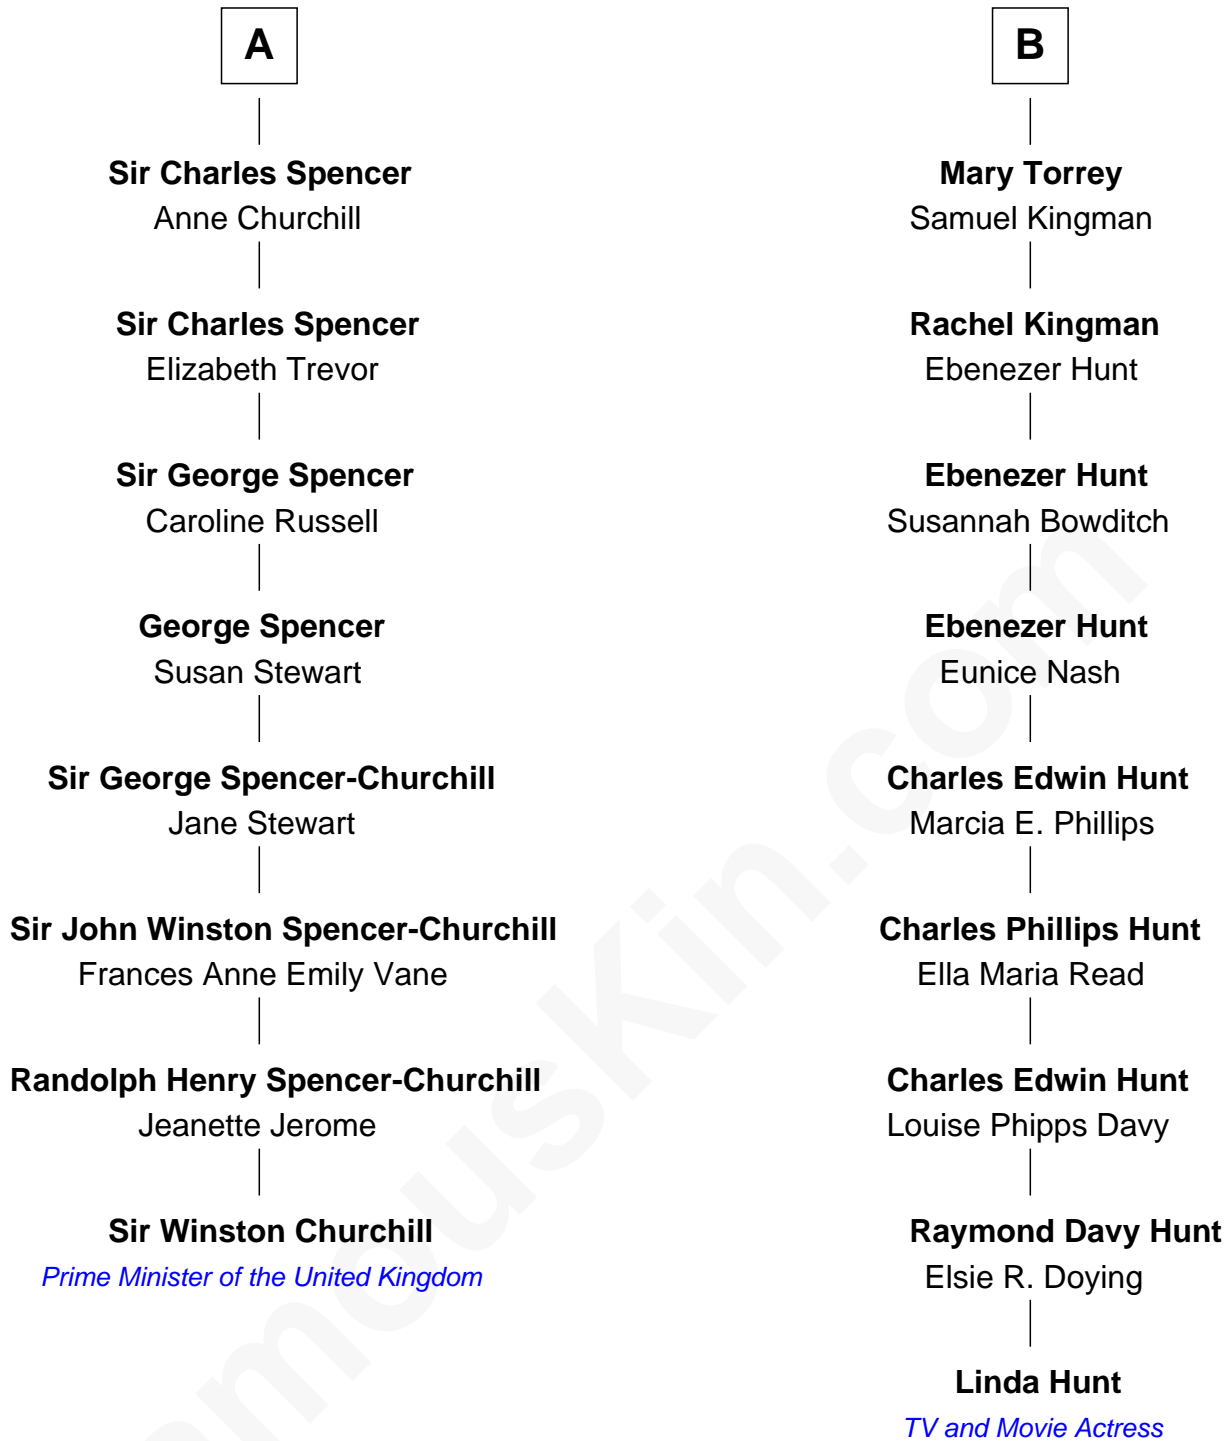 A
Sir Charles Spencer
Anne Churchill
Sir Charles Spencer
Elizabeth Trevor
Sir George Spencer
Caroline Russell
George Spencer
Susan Stewart
Sir George Spencer-Churchill
Jane Stewart
Sir John Winston Spencer-Churchill
Frances Anne Emily Vane
Randolph Henry Spencer-Churchill
Jeanette Jerome
Sir Winston Churchill
Prime Minister of the United Kingdom
B
Mary Torrey
Samuel Kingman
Rachel Kingman
Ebenezer Hunt
Ebenezer Hunt
Susannah Bowditch
Ebenezer Hunt
Eunice Nash
Charles Edwin Hunt
Marcia E. Phillips
Charles Phillips Hunt
Ella Maria Read
Charles Edwin Hunt
Louise Phipps Davy
Raymond Davy Hunt
Elsie R. Doying
Linda Hunt
TV and Movie Actress
amousKin.com